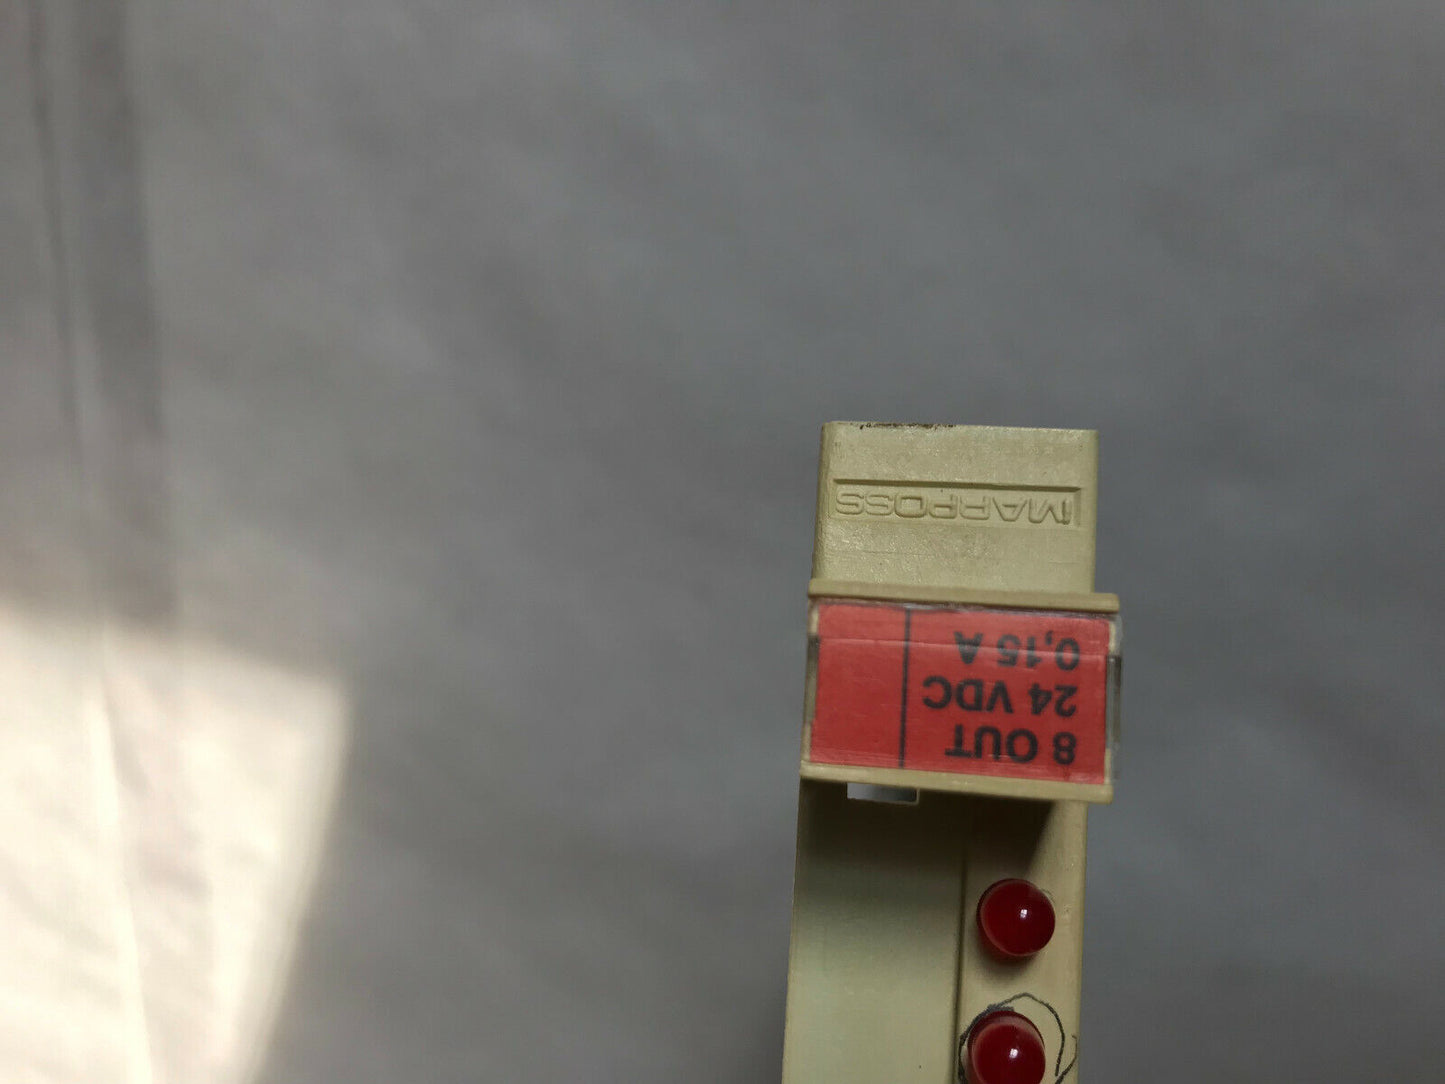 8 OUT
24 VDC
0,15 A
MARPOSS